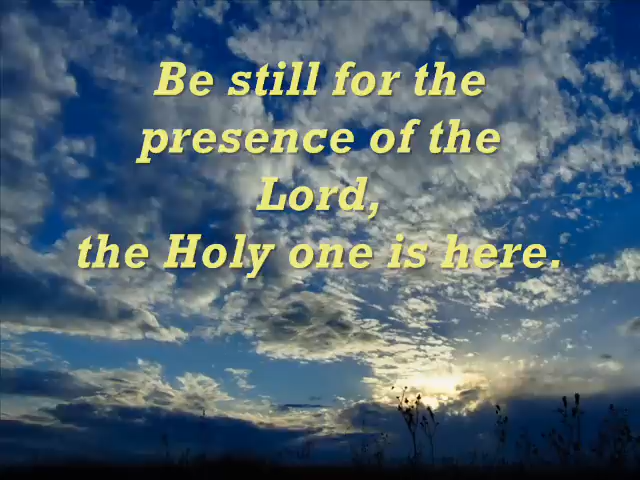 Be still for the
presence of the
Lord,
the Holy one is here.